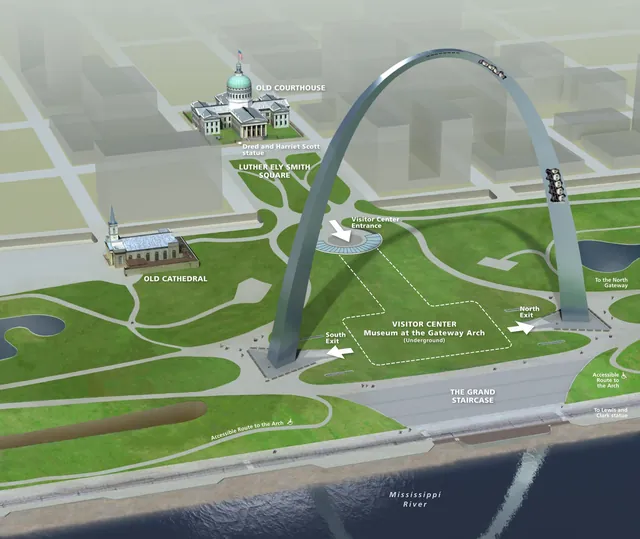 OLD COURTHOUSE
Dred and Harriet Scott
statue
LUTHER ELY SMITH
SQUARE
Visitor Center
Entrance
OLD CATHEDRAL
To the North
Gateway
North
Exit
VISITOR CENTER
Museum at the Gateway Arch
(Underground)
South
Exit
Accessible
Route to
the Arch
THE GRAND
STAIRCASE
To Lewis and
Clark statue
Accessible Route to the Arch
Mississippi
River